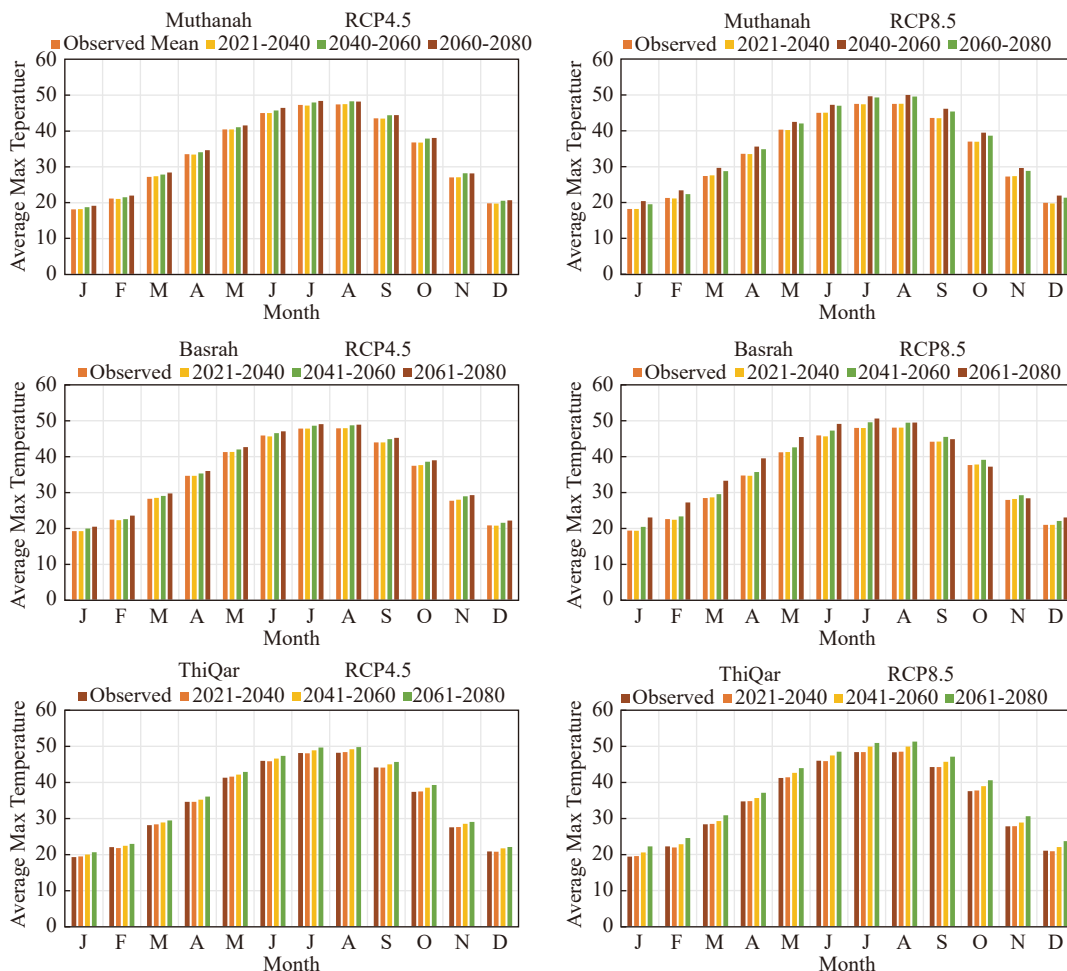 Muthanah RCP4.5
Observed Mean 2021-2040 2040-2060 2060-2080
Average Max Teperatuer
60
50
40
30
20
10
0
J F M A M J J A S O N D
Month
Muthanah RCP8.5
Observed 2021-2040 2040-2060 2060-2080
Average Max Teperatuer
60
50
40
30
20
10
0
J F M A M J J A S O N D
Month
Basrah RCP4.5
Observed 2021-2040 2041-2060 2061-2080
Average Max Temperature
60
50
40
30
20
10
0
J F M A M J J A S O N D
Month
Basrah RCP8.5
Observed 2021-2040 2041-2060 2061-2080
Average Max Temperature
60
50
40
30
20
10
0
J F M A M J J A S O N D
Month
ThiQar RCP4.5
Observed 2021-2040 2041-2060 2061-2080
Average Max Temperature
60
50
40
30
20
10
0
J F M A M J J A S O N D
Month
ThiQar RCP8.5
Observed 2021-2040 2041-2060 2061-2080
Average Max Temperature
60
50
40
30
20
10
0
J F M A M J J A S O N D
Month